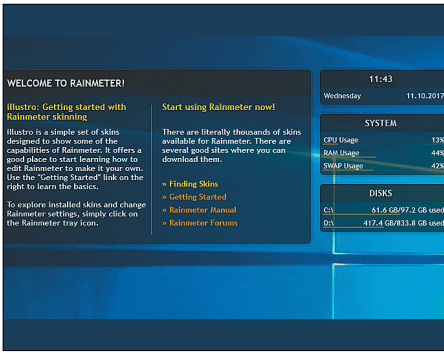 WELCOME TO RAINMETER!
illustro: Getting started with
Rainmeter skinning
illustro is a simple set of skins
designed to show some of the
capabilities of Rainmeter. It offers a
good place to start learning how to
edit Rainmeter to make it your own.
Use the "Getting Started" link on the
right to learn the basics.
To explore installed skins and change
Rainmeter settings, simply click on
the Rainmeter tray icon.
Start using Rainmeter now!
There are literally thousands of skins
available for Rainmeter. There are
several good sites where you can
download them.
» Finding Skins
» Getting Started
» Rainmeter Manual
» Rainmeter Forums
11:43
Wednesday 11.10.2017
SYSTEM
CPU Usage 13%
RAM Usage 44%
SWAP Usage 42%
DISKS
C:\ 61.6 GB/97.2 GB used
D:\ 417.4 GB/833.8 GB used